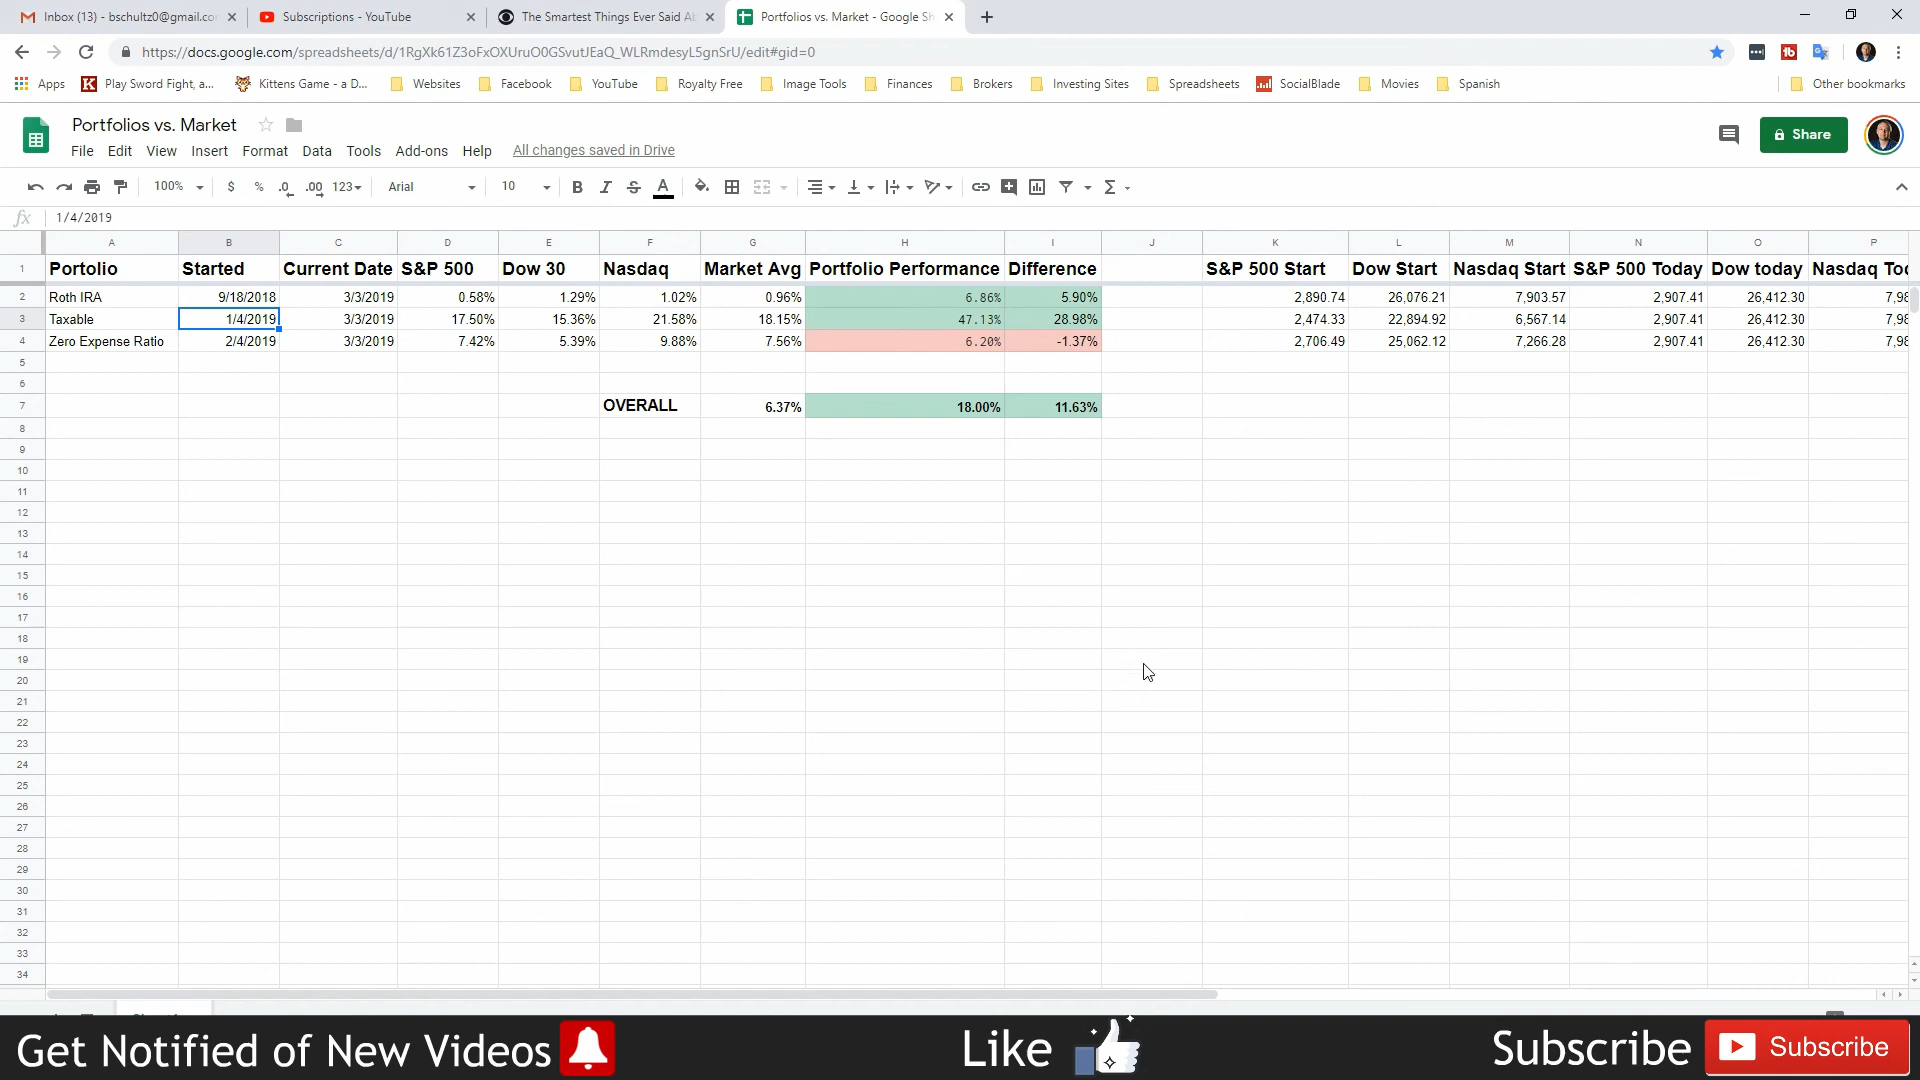 Inbox (13) - bschultz0@gmail.co
Subscriptions - YouTube
The Smartest Things Ever Said Ab
Portfolios vs. Market - Google Sh
https://docs.google.com/spreadsheets/d/1RgXk61Z3oFxOXUruO0GSvutJEaQ_WLRmdesyL5gnSrU/edit#gid=0
Apps
Play Sword Fight, a...
Kittens Game - a D...
Websites
Facebook
YouTube
Royalty Free
Image Tools
Finances
Brokers
Investing Sites
Spreadsheets
SocialBlade
Movies
Spanish
Other bookmarks
Portfolios vs. Market
Share
File Edit View Insert Format Data Tools Add-ons Help All changes saved in Drive
100% $ % .0 .00 123 Arial 10 B I S A
fx 1/4/2019
A B C D E F G H I J K L M N O P
1 Portolio Started Current Date S&P 500 Dow 30 Nasdaq Market Avg Portfolio Performance Difference S&P 500 Start Dow Start Nasdaq Start S&P 500 Today Dow today Nasdaq To
2 Roth IRA 9/18/2018 3/3/2019 0.58% 1.29% 1.02% 0.96% 6.86% 5.90% 2,890.74 26,076.21 7,903.57 2,907.41 26,412.30 7,98
3 Taxable 1/4/2019 3/3/2019 17.50% 15.36% 21.58% 18.15% 47.13% 28.98% 2,474.33 22,894.92 6,567.14 2,907.41 26,412.30 7,98
4 Zero Expense Ratio 2/4/2019 3/3/2019 7.42% 5.39% 9.88% 7.56% 6.20% -1.37% 2,706.49 25,062.12 7,266.28 2,907.41 26,412.30 7,98
5
6
7 OVERALL 6.37% 18.00% 11.63%
8
9
10
11
12
13
14
15
16
17
18
19
20
21
22
23
24
25
26
27
28
29
30
31
32
33
34
Get Notified of New Videos
Like
Subscribe
Subscribe